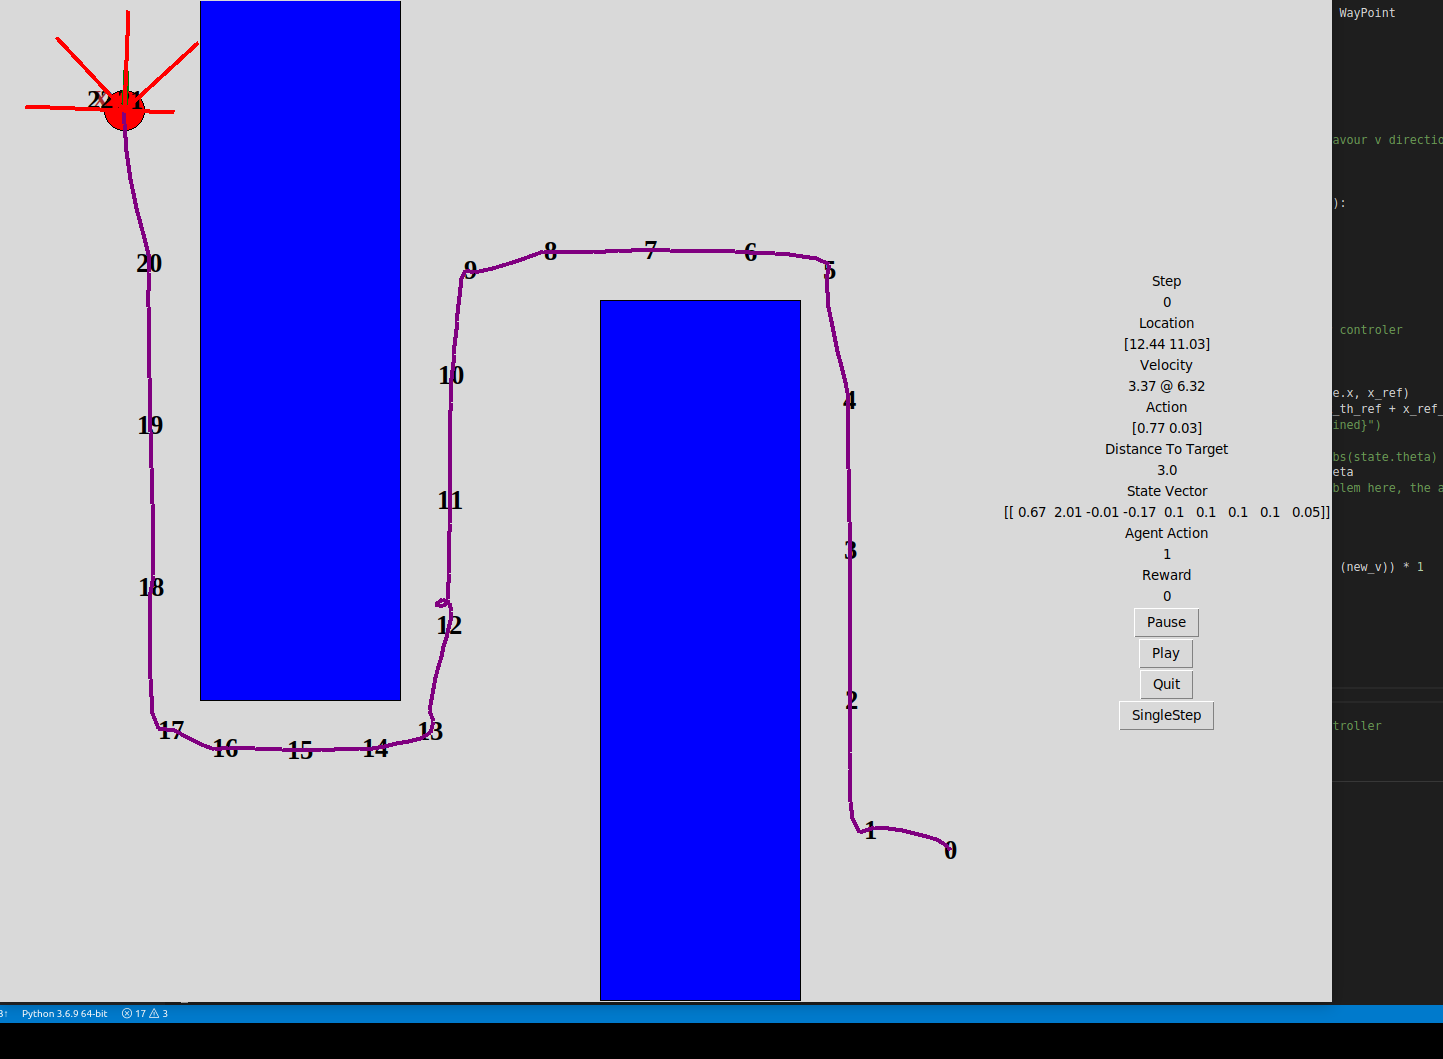 WayPoint
22
1
avour v directio
):
20
9
8
7
6
5
Step
0
Location
[12.44 11.03]
Velocity
3.37 @ 6.32
Action
[0.77 0.03]
Distance To Target
3.0
State Vector
[[ 0.67 2.01 -0.01 -0.17 0.1 0.1 0.1 0.1 0.05]]
Agent Action
1
Reward
0
Pause
Play
Quit
SingleStep
controler
10
4
e.x, x_ref)
_th_ref + x_ref_
ined}")
19
bs(state.theta)
eta
blem here, the a
11
3
18
(new_v)) * 1
12
2
17
16
15
14
13
troller
1
0
3↑ Python 3.6.9 64-bit 17 3